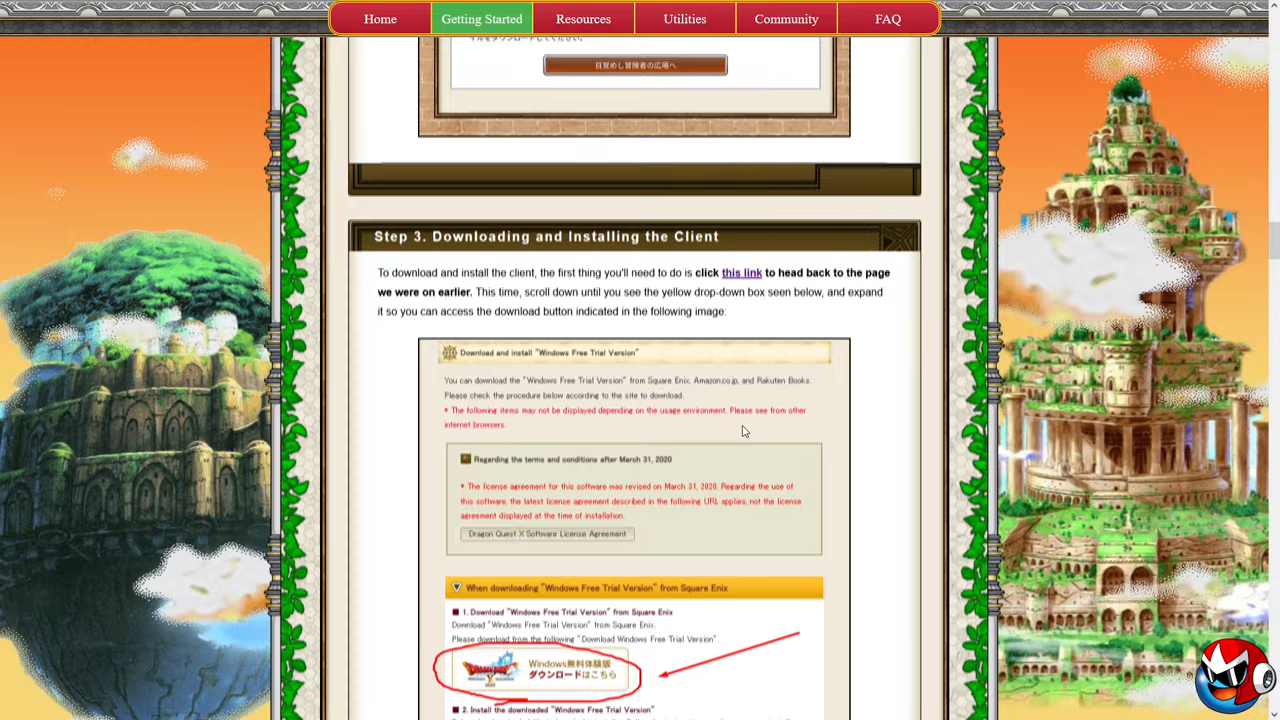 Home
Getting Started
Resources
Utilities
Community
FAQ
目覚めし冒険者の広場へ
Step 3. Downloading and Installing the Client
To download and install the client, the first thing you'll need to do is click this link to head back to the page
we were on earlier. This time, scroll down until you see the yellow drop-down box seen below, and expand
it so you can access the download button indicated in the following image:
Download and install "Windows Free Trial Version"
You can download the "Windows Free Trial Version" from Square Enix, Amazon.co.jp, and Rakuten Books.
Please check the procedure below according to the site to download.
* The following items may not be displayed depending on the usage environment. Please see from other
internet browsers.
Regarding the terms and conditions after March 31, 2020
* The license agreement for this software was revised on March 31, 2020. Regarding the use of
this software, the latest license agreement described in the following URL applies, not the license
agreement displayed at the time of installation.
Dragon Quest X Software License Agreement
When downloading "Windows Free Trial Version" from Square Enix
1. Download "Windows Free Trial Version" from Square Enix
Download "Windows Free Trial Version" from Square Enix.
Please download from the following "Download Windows Free Trial Version".
Windows無料体験版
ダウンロードはこちら
2. Install the downloaded "Windows Free Trial Version"